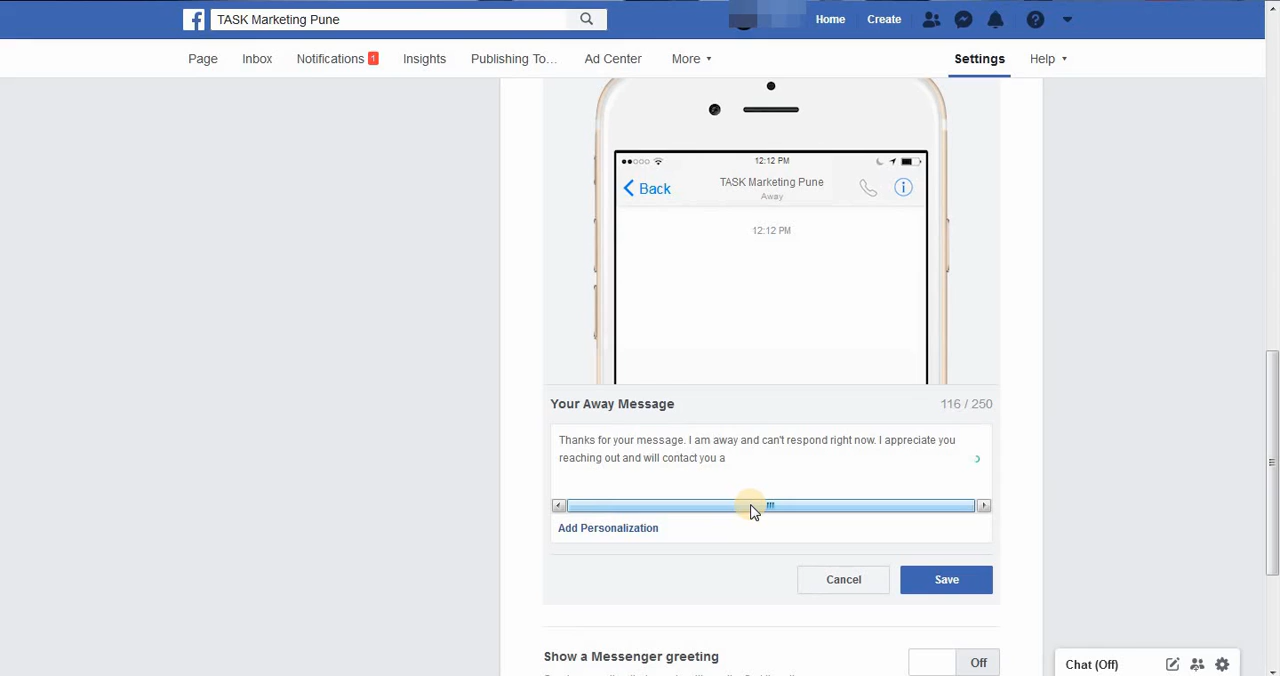 TASK Marketing Pune
Home
Create
Page
Inbox
Notifications 1
Insights
Publishing To...
Ad Center
More
Settings
Help
12:12 PM
Back
TASK Marketing Pune
Away
12:12 PM
Your Away Message
116 / 250
Thanks for your message. I am away and can't respond right now. I appreciate you
reaching out and will contact you a
Add Personalization
Cancel
Save
Show a Messenger greeting
Off
Chat (Off)